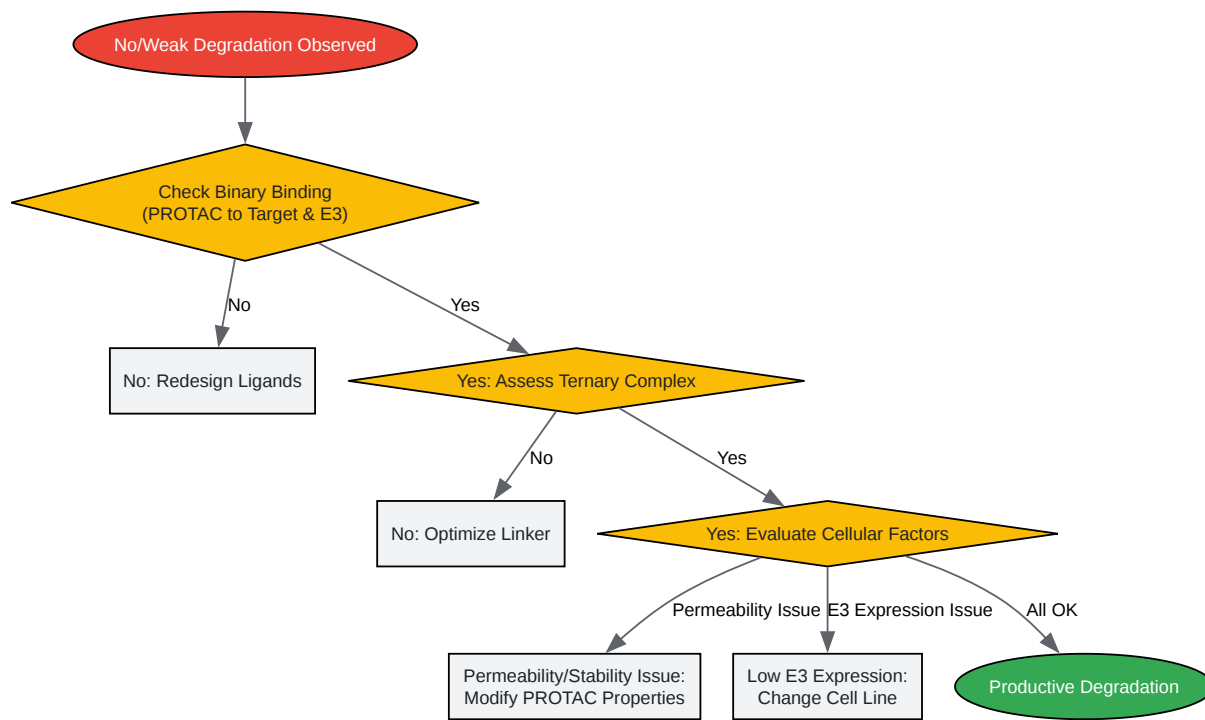 No/Weak Degradation Observed
Check Binary Binding
(PROTAC to Target & E3)
No
Yes
No: Redesign Ligands
Yes: Assess Ternary Complex
No
Yes
No: Optimize Linker
Yes: Evaluate Cellular Factors
Permeability Issue
E3 Expression Issue
All OK
Permeability/Stability Issue:
Modify PROTAC Properties
Low E3 Expression:
Change Cell Line
Productive Degradation